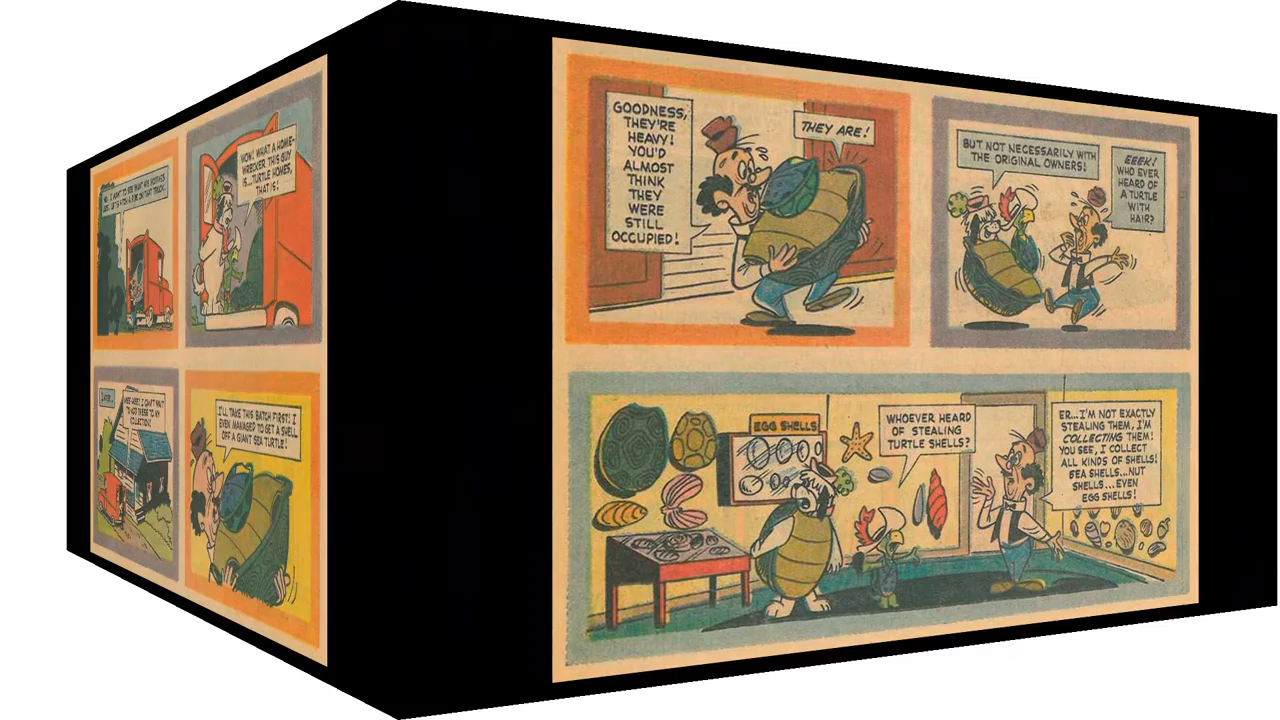 WOW! WHAT A HOME-
WRECKER THIS GUY
IS...TURTLE HOMES,
THAT IS!
LATER...
I'LL TAKE THIS BATCH FIRST! I
EVEN MANAGED TO GET A SHELL
OFF A GIANT SEA TURTLE!
GOODNESS,
THEY'RE
HEAVY!
YOU'D
ALMOST
THINK
THEY
WERE
STILL
OCCUPIED!
THEY ARE!
BUT NOT NECESSARILY WITH
THE ORIGINAL OWNERS!
EEEK!
WHO EVER
HEARD OF
A TURTLE
WITH
HAIR?
EGG SHELLS
WHOEVER HEARD
OF STEALING
TURTLE SHELLS?
ER...I'M NOT EXACTLY
STEALING THEM, I'M
COLLECTING THEM!
YOU SEE, I COLLECT
ALL KINDS OF SHELLS!
SEA SHELLS...NUT
SHELLS...EVEN
EGG SHELLS!